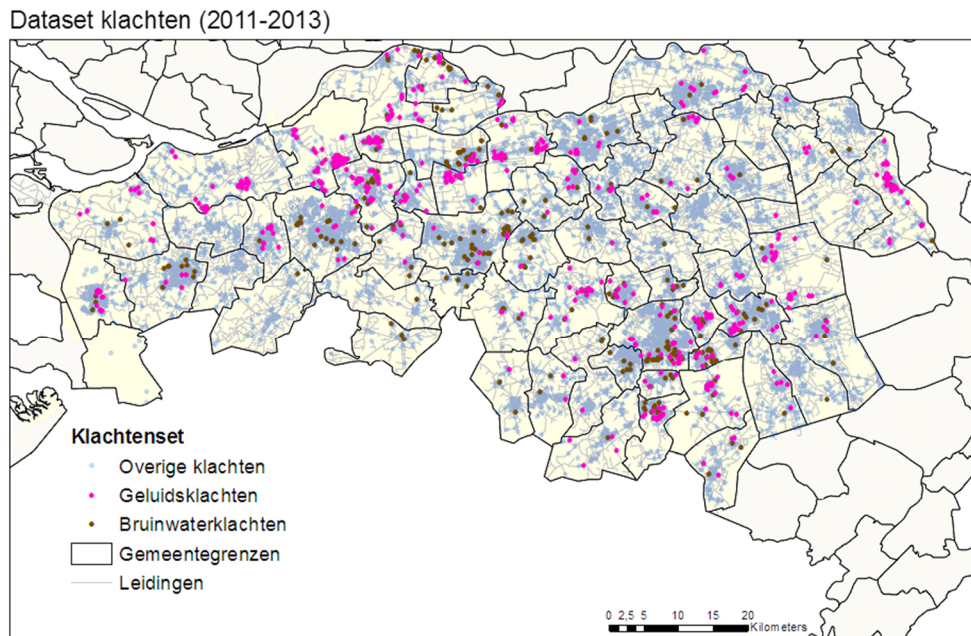 Dataset klachten (2011-2013)
Klachtenset
Overige klachten
Geluidsklachten
Bruinwaterklachten
Gemeentegrenzen
Leidingen
0 2,5 5 10 15 20
Kilometers